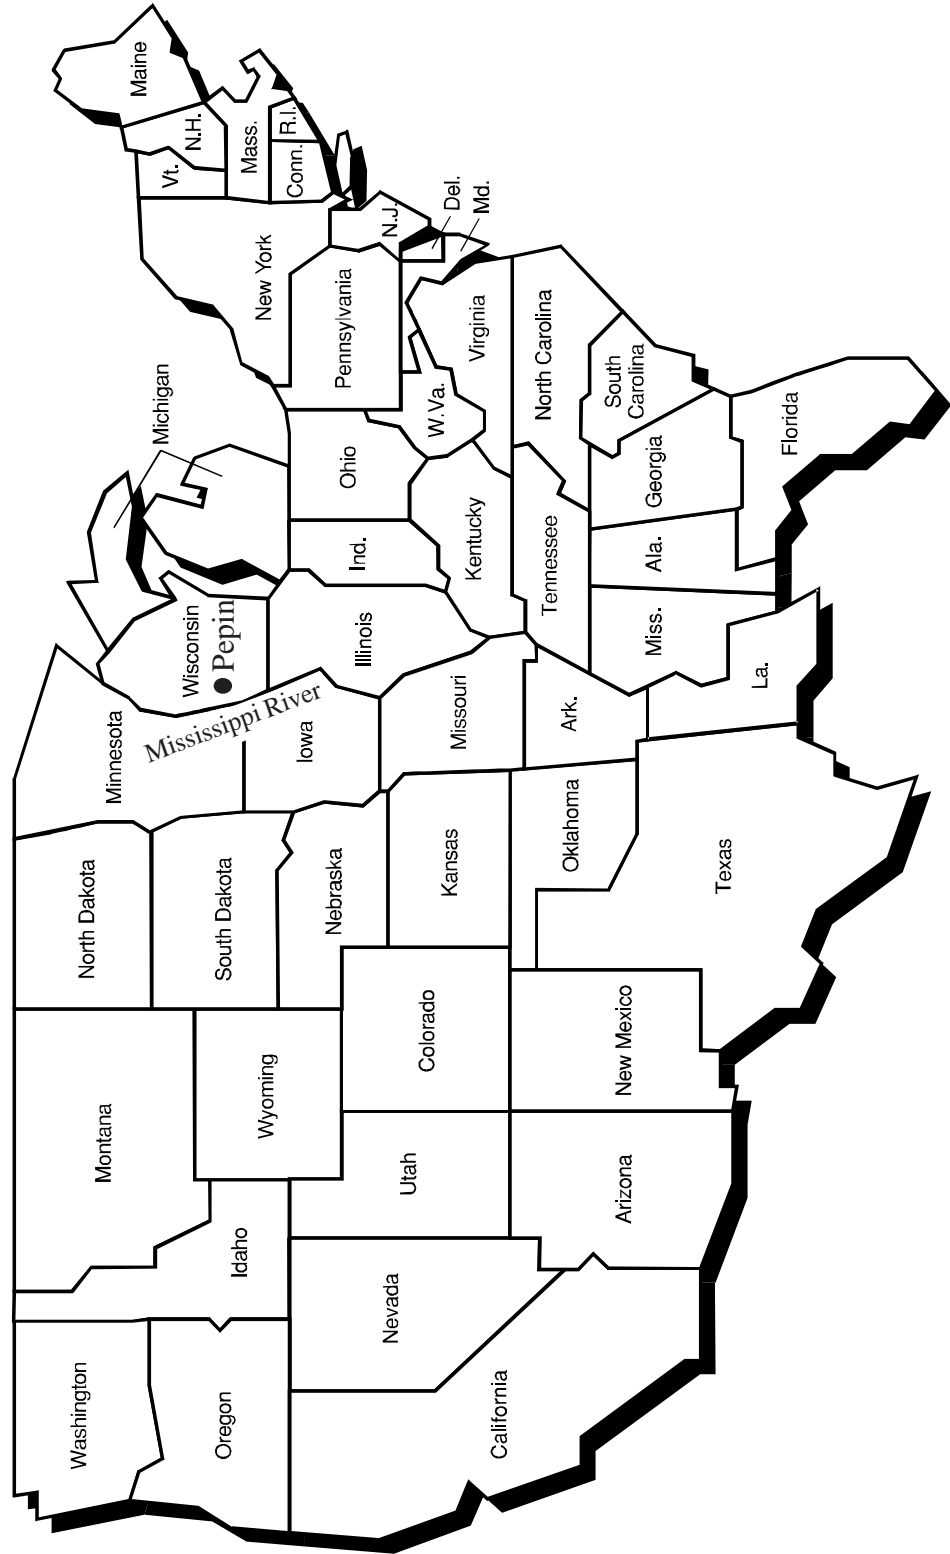 Washington
Oregon
California
Nevada
Idaho
Montana
Wyoming
Utah
Arizona
Colorado
New Mexico
North Dakota
South Dakota
Nebraska
Kansas
Oklahoma
Texas
Minnesota
Iowa
Missouri
Ark.
La.
Mississippi River
Wisconsin
Pepin
Illinois
Michigan
Ind.
Ohio
Kentucky
Tennessee
Miss.
Ala.
Georgia
Florida
South
Carolina
North Carolina
Virginia
W.Va.
Pennsylvania
New York
N.J.
Del.
Md.
Vt.
N.H.
Maine
Mass.
Conn.
R.I.